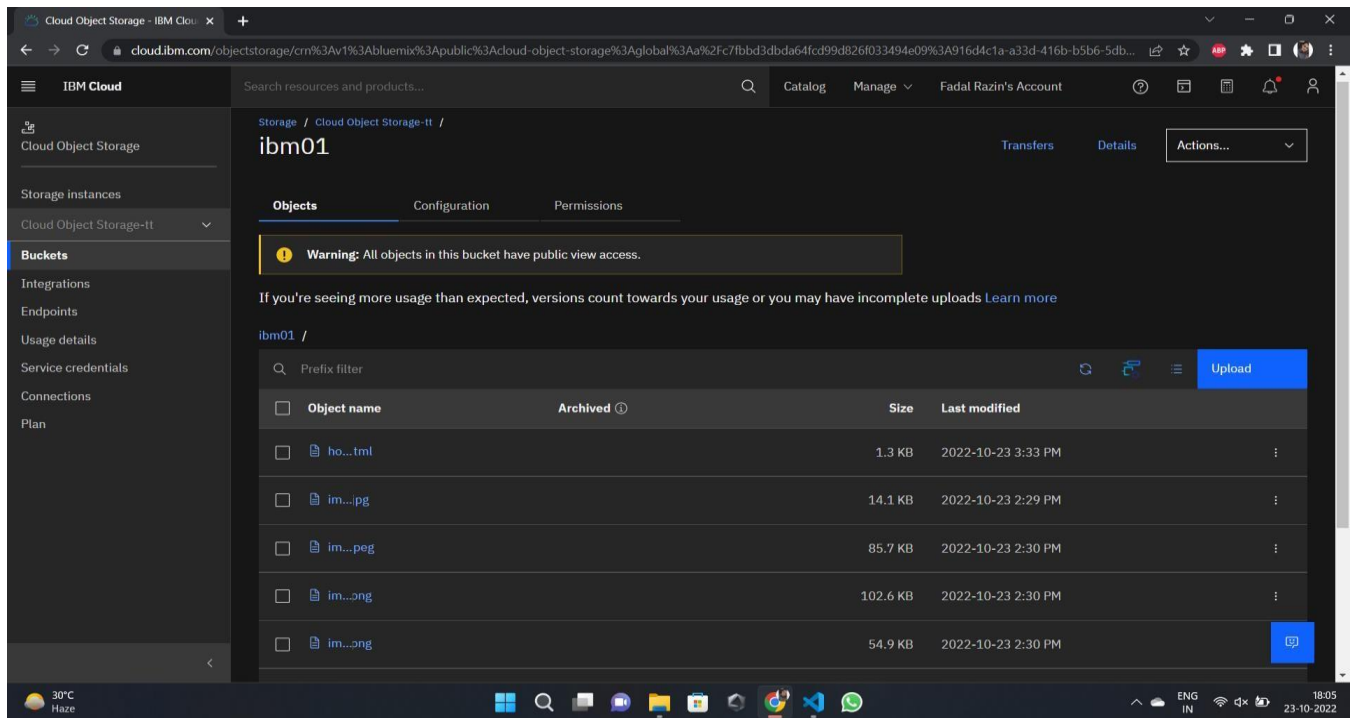 Cloud Object Storage - IBM Clou
cloud.ibm.com/objectstorage/crn%3Av1%3Abluemix%3Apublic%3Acloud-object-storage%3Aglobal%3Aa%2Fc7fbbd3dbda64fcd99d826f033494e09%3A916d4c1a-a33d-416b-b5b6-5db...
ABP
IBM Cloud
Search resources and products...
Catalog
Manage
Fadal Razin's Account
Cloud Object Storage
Storage instances
Cloud Object Storage-tt
Buckets
Integrations
Endpoints
Usage details
Service credentials
Connections
Plan
Storage / Cloud Object Storage-tt /
ibm01
Transfers
Details
Actions...
Objects
Configuration
Permissions
Warning: All objects in this bucket have public view access.
If you're seeing more usage than expected, versions count towards your usage or you may have incomplete uploads Learn more
ibm01 /
Prefix filter
Upload
Object name Archived Size Last modified
ho...tml 1.3 KB 2022-10-23 3:33 PM
im...jpg 14.1 KB 2022-10-23 2:29 PM
im...peg 85.7 KB 2022-10-23 2:30 PM
im...png 102.6 KB 2022-10-23 2:30 PM
im...png 54.9 KB 2022-10-23 2:30 PM
30°C
Haze
ENG
IN
18:05
23-10-2022